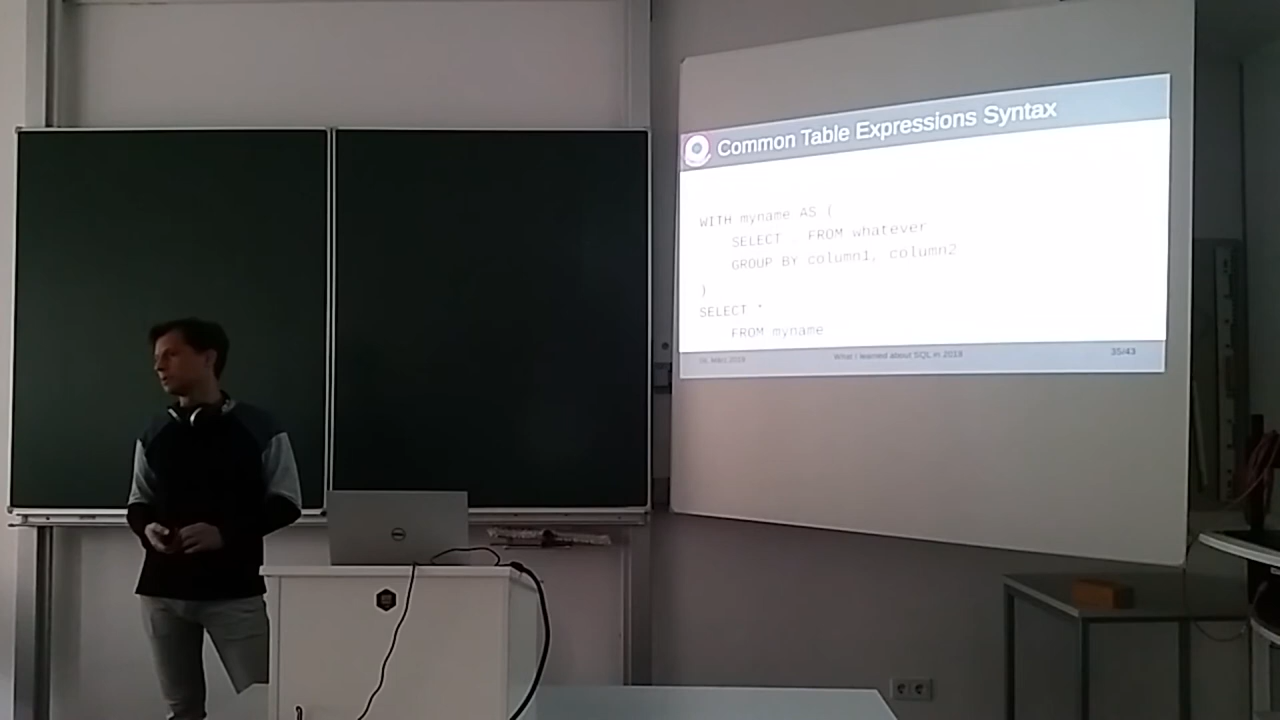 Common Table Expressions Syntax
WITH myname AS (
SELECT . FROM whatever
GROUP BY column1, column2
)
SELECT *
FROM myname
What I learned about SQL in 2018
35/43
DELL